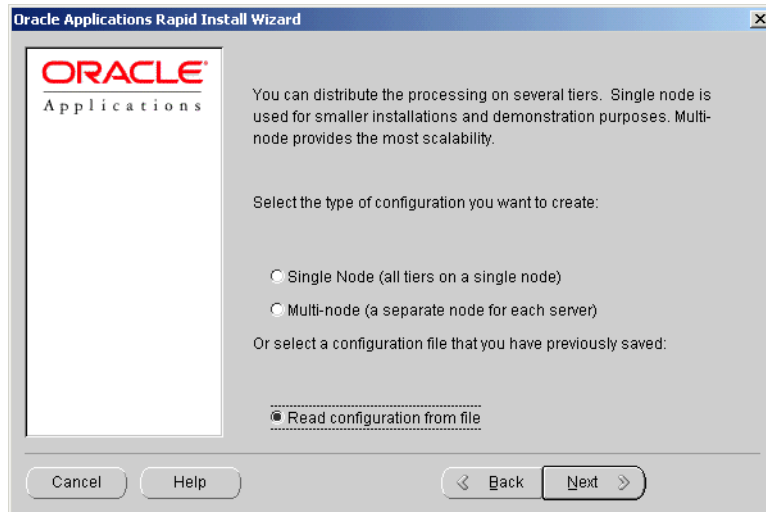 Oracle Applications Rapid Install Wizard
ORACLE
Applications
You can distribute the processing on several tiers. Single node is
used for smaller installations and demonstration purposes. Multi-
node provides the most scalability.
Select the type of configuration you want to create:
Single Node (all tiers on a single node)
Multi-node (a separate node for each server)
Or select a configuration file that you have previously saved:
Read configuration from file
Cancel Help Back Next